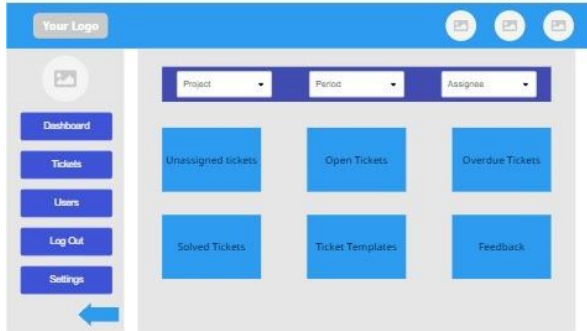 Your Logo
Project
Period
Assignee
Dashboard
Tickets
Users
Log Out
Settings
Unassigned tickets
Open Tickets
Overdue Tickets
Solved Tickets
Ticket Templates
Feedback